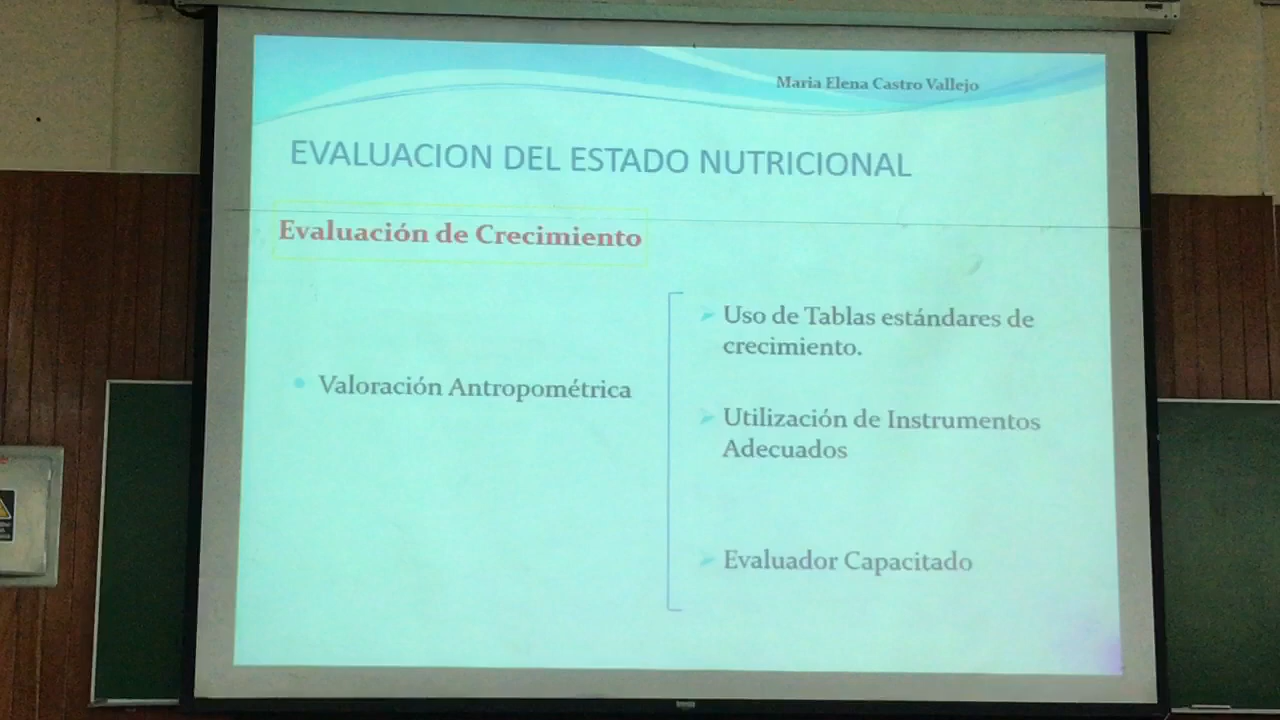 Maria Elena Castro Vallejo
EVALUACION DEL ESTADO NUTRICIONAL
Evaluación de Crecimiento
Valoración Antropométrica
Uso de Tablas estándares de
crecimiento.
Utilización de Instrumentos
Adecuados
Evaluador Capacitado